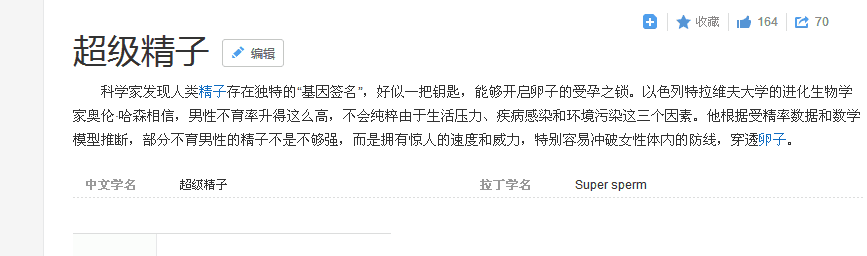 收藏 164 70
超级精子 编辑
科学家发现人类精子存在独特的“基因签名”，好似一把钥匙，能够开启卵子的受孕之锁。以色列特拉维夫大学的进化生物学
家奥伦·哈森相信，男性不育率升得这么高，不会纯粹由于生活压力、疾病感染和环境污染这三个因素。他根据受精率数据和数学
模型推断，部分不育男性的精子不是不够强，而是拥有惊人的速度和威力，特别容易冲破女性体内的防线，穿透卵子。
中文学名 超级精子 拉丁学名 Super sperm